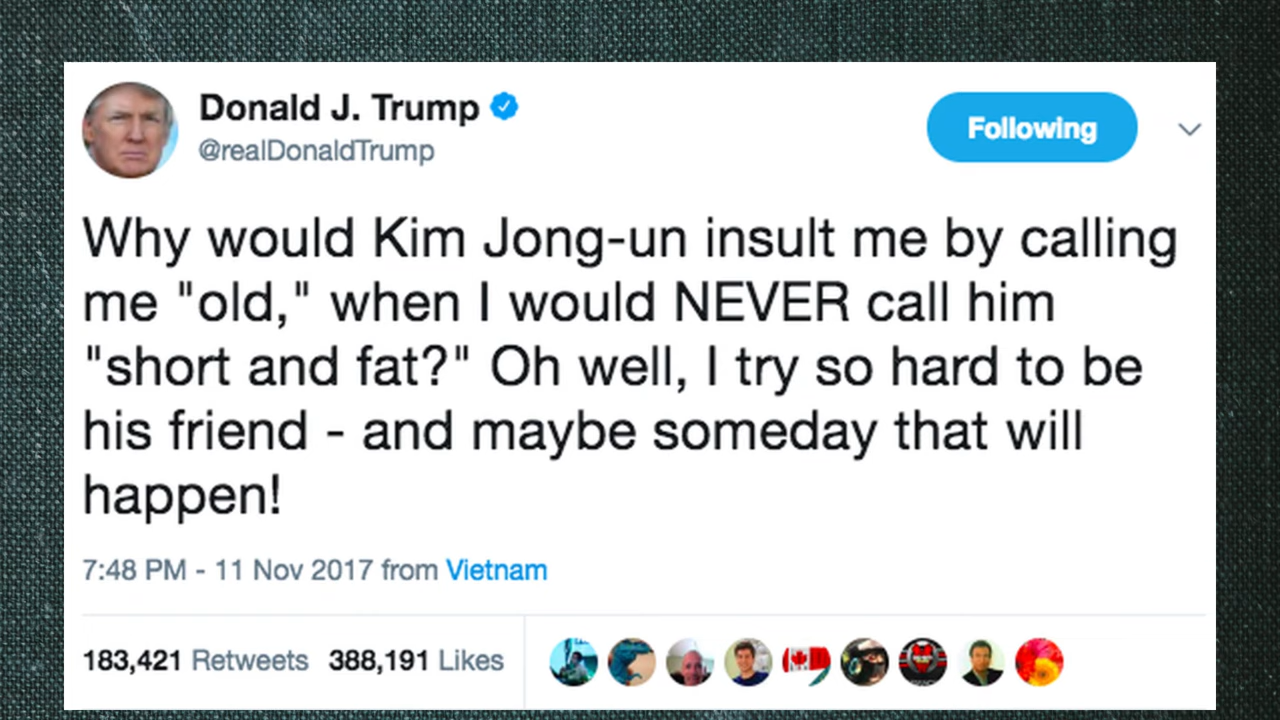 Donald J. Trump
@realDonaldTrump
Following
Why would Kim Jong-un insult me by calling
me "old," when I would NEVER call him
"short and fat?" Oh well, I try so hard to be
his friend - and maybe someday that will
happen!
7:48 PM - 11 Nov 2017 from Vietnam
183,421 Retweets 388,191 Likes